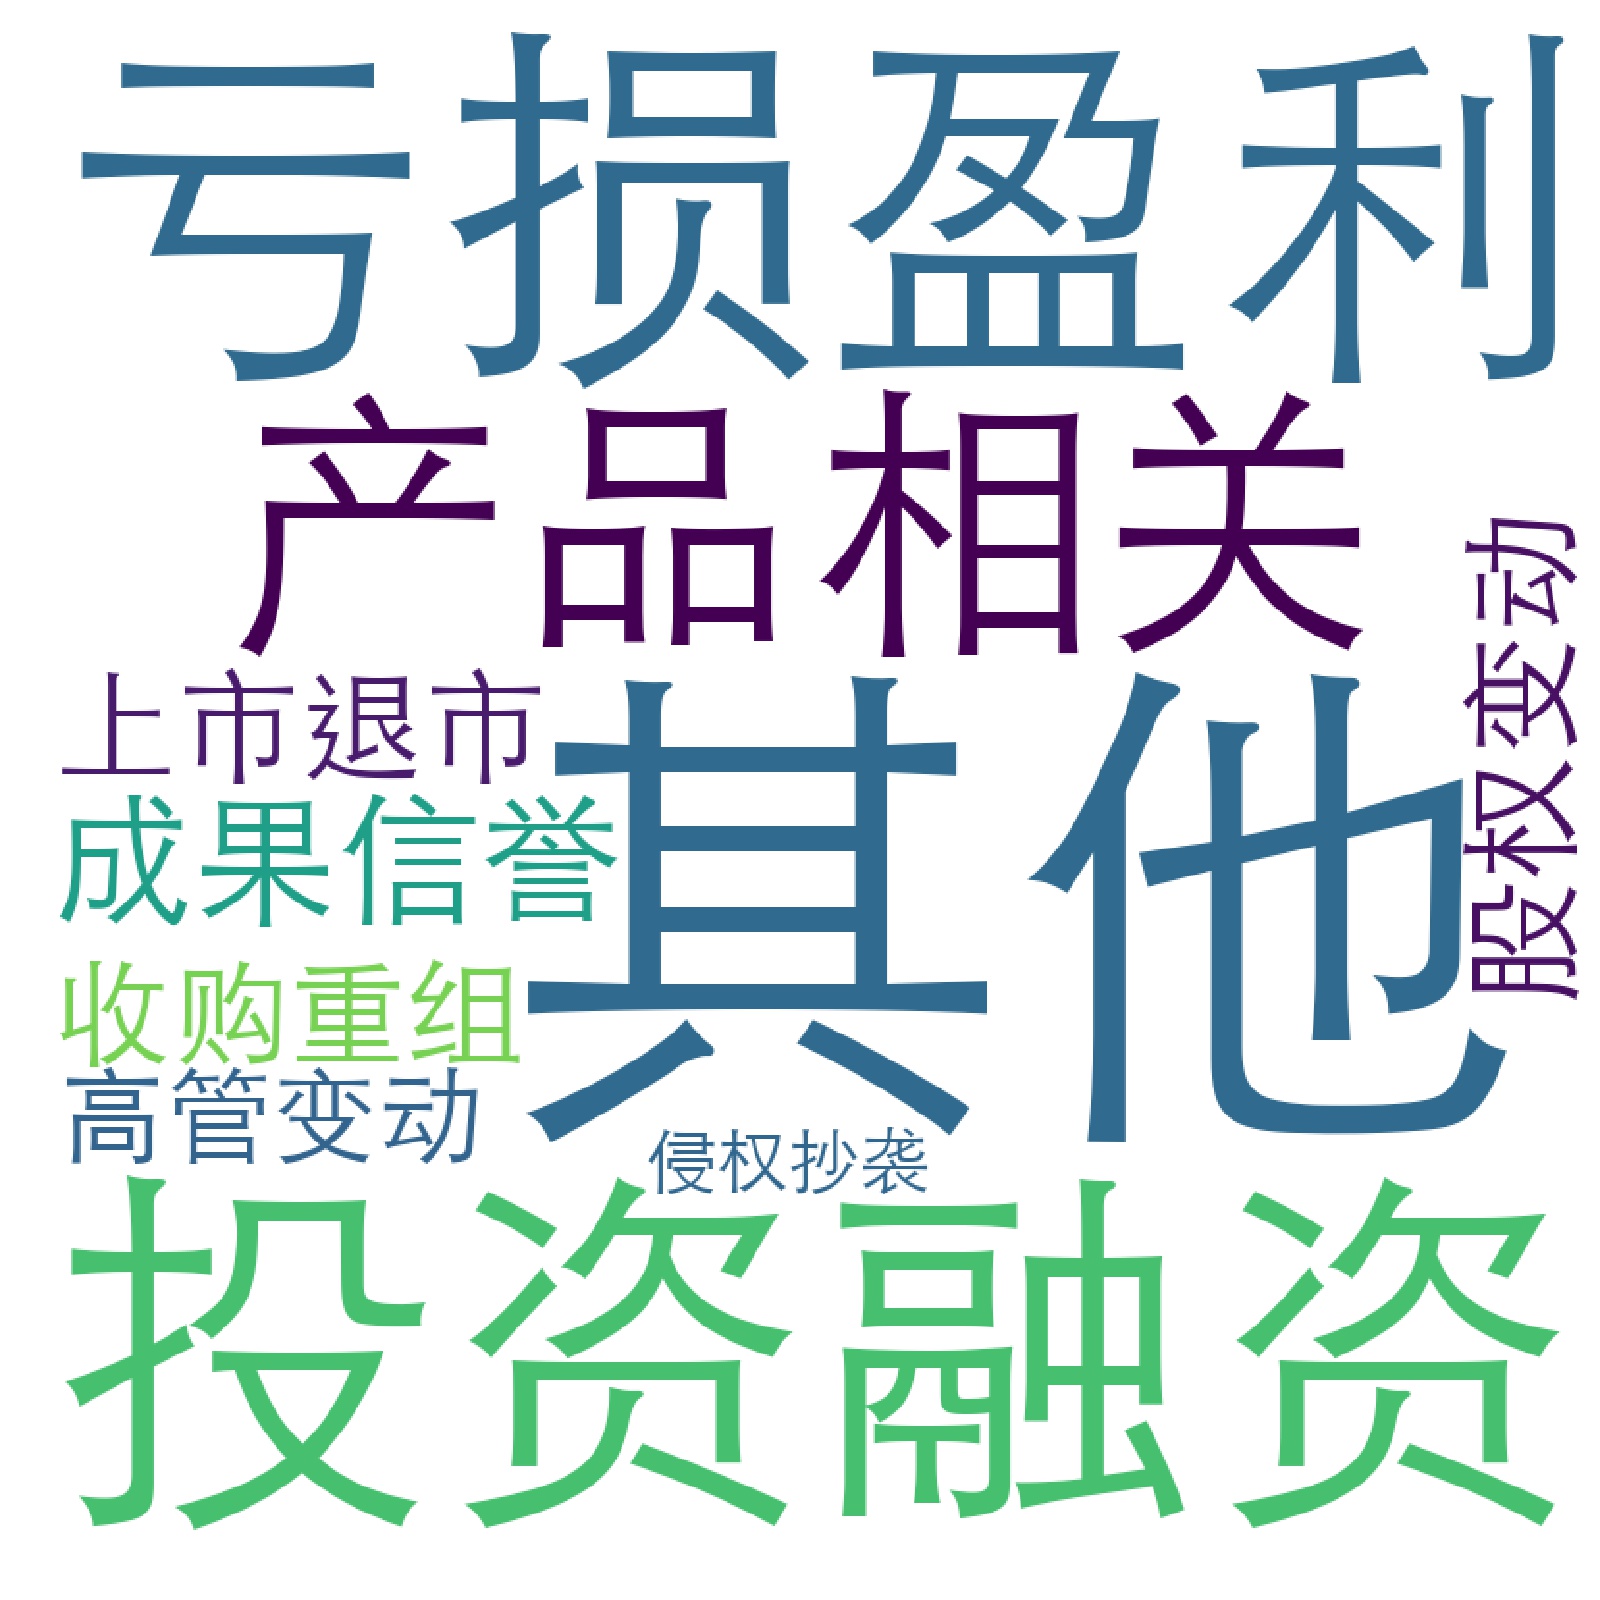 亏损盈利
产品相关
股权变动
上市退市
其他
成果信誉
收购重组
高管变动
侵权抄袭
投资融资